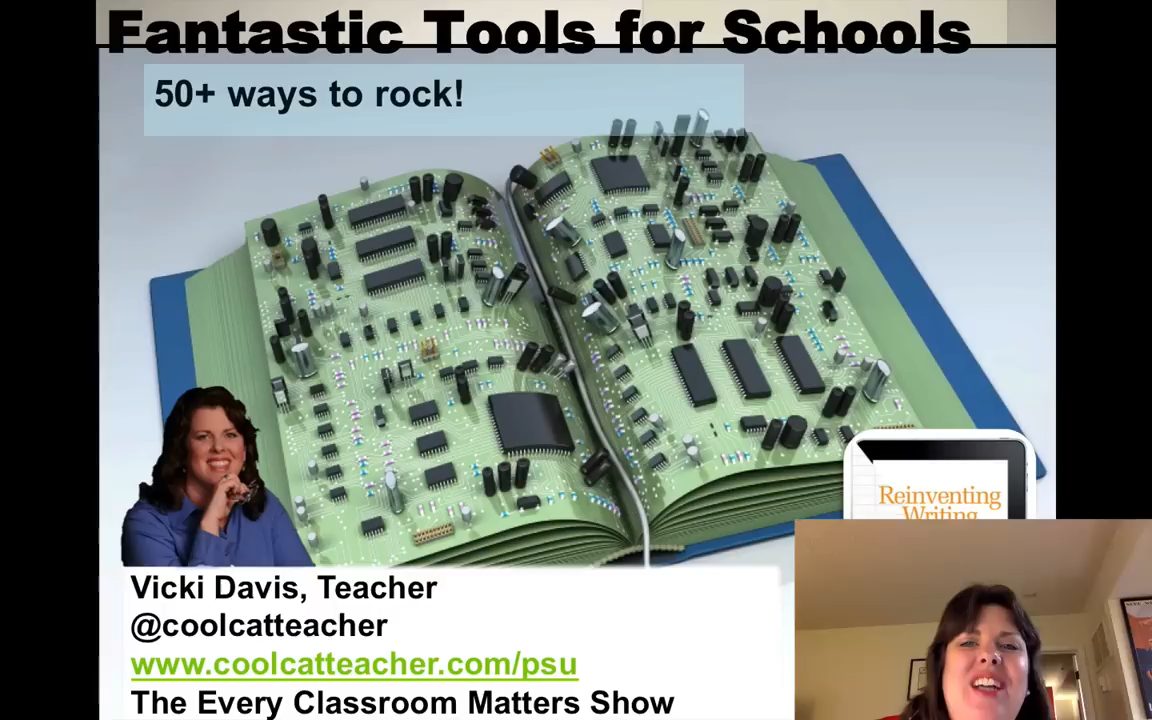 Fantastic Tools for Schools
50+ ways to rock!
Reinventing
Writing
Vicki Davis, Teacher
@coolcatteacher
www.coolcatteacher.com/psu
The Every Classroom Matters Show